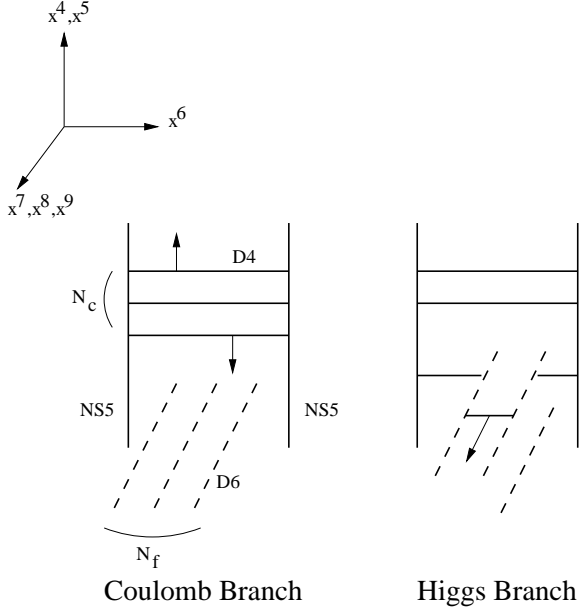 x^4,x^5
x^6
x^7,x^8,x^9
D4
N_c
NS5
NS5
D6
N_f
Coulomb Branch
Higgs Branch